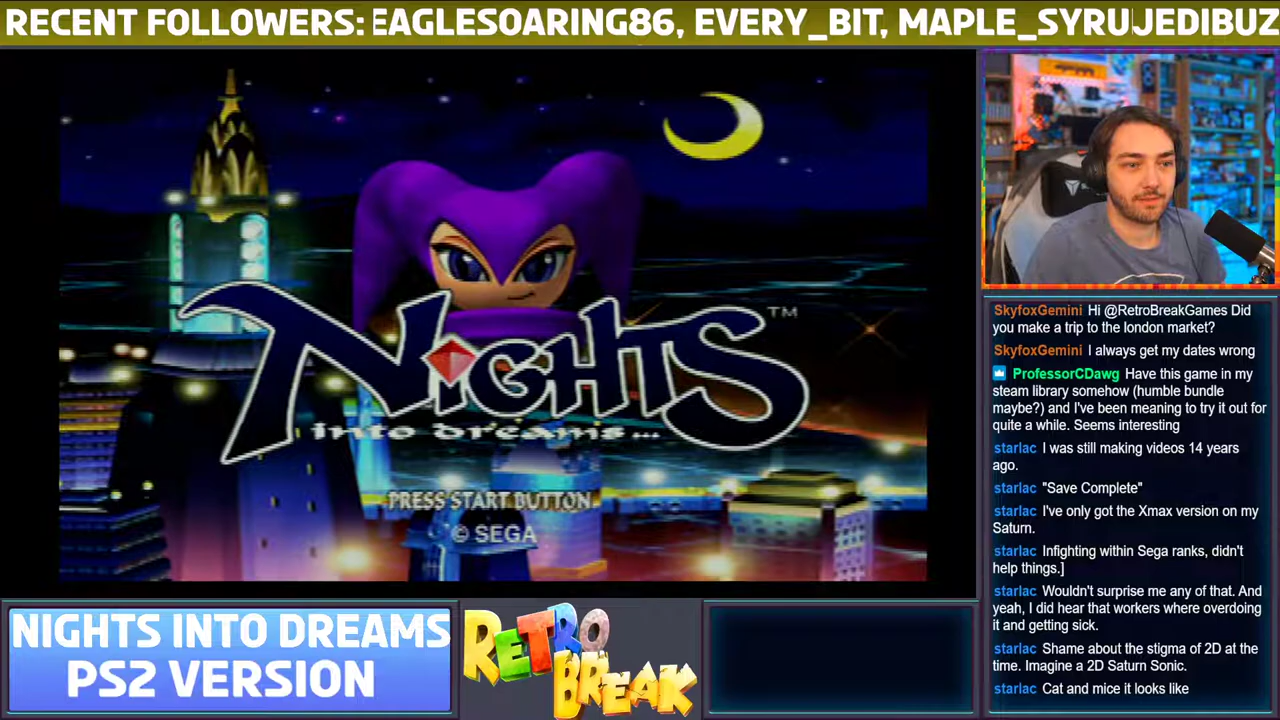 RECENT FOLLOWERS: EAGLESOARING86, EVERY_BIT, MAPLE_SYRUJEDIBUZ
NiGHTS™
into dreams...
PRESS START BUTTON
© SEGA
SkyfoxGemini Hi @RetroBreakGames Did
you make a trip to the london market?
SkyfoxGemini I always get my dates wrong
ProfessorCDawg Have this game in my
steam library somehow (humble bundle
maybe?) and I've been meaning to try it out for
quite a while. Seems interesting
starlac I was still making videos 14 years
ago.
starlac "Save Complete"
starlac I've only got the Xmax version on my
Saturn.
starlac Infighting within Sega ranks, didn't
help things.]
starlac Wouldn't surprise me any of that. And
yeah, I did hear that workers where overdoing
it and getting sick.
starlac Shame about the stigma of 2D at the
time. Imagine a 2D Saturn Sonic.
starlac Cat and mice it looks like
NIGHTS INTO DREAMS
PS2 VERSION
RETRO
BREAK